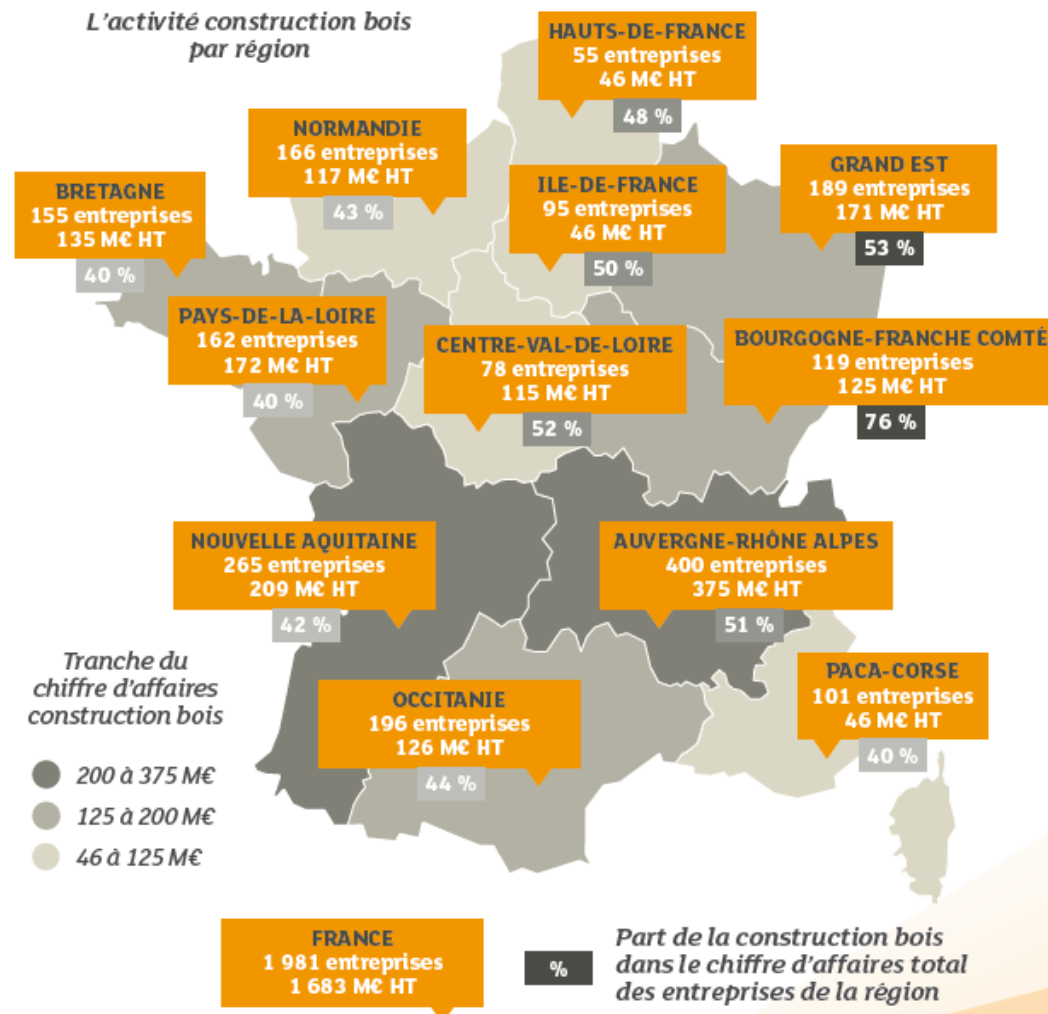 L'activité construction bois
par région
HAUTS-DE-FRANCE
55 entreprises
46 M€ HT
48 %
NORMANDIE
166 entreprises
117 M€ HT
43 %
ILE-DE-FRANCE
95 entreprises
46 M€ HT
50 %
GRAND EST
189 entreprises
171 M€ HT
53 %
BRETAGNE
155 entreprises
135 M€ HT
40 %
PAYS-DE-LA-LOIRE
162 entreprises
172 M€ HT
40 %
CENTRE-VAL-DE-LOIRE
78 entreprises
115 M€ HT
52 %
BOURGOGNE-FRANCHE COMTÉ
119 entreprises
125 M€ HT
76 %
NOUVELLE AQUITAINE
265 entreprises
209 M€ HT
42 %
AUVERGNE-RHÔNE ALPES
400 entreprises
375 M€ HT
51 %
OCCITANIE
196 entreprises
126 M€ HT
44 %
PACA-CORSE
101 entreprises
46 M€ HT
40 %
Tranche du
chiffre d'affaires
construction bois
200 à 375 M€
125 à 200 M€
46 à 125 M€
FRANCE
1 981 entreprises
1 683 M€ HT
%
Part de la construction bois
dans le chiffre d'affaires total
des entreprises de la région